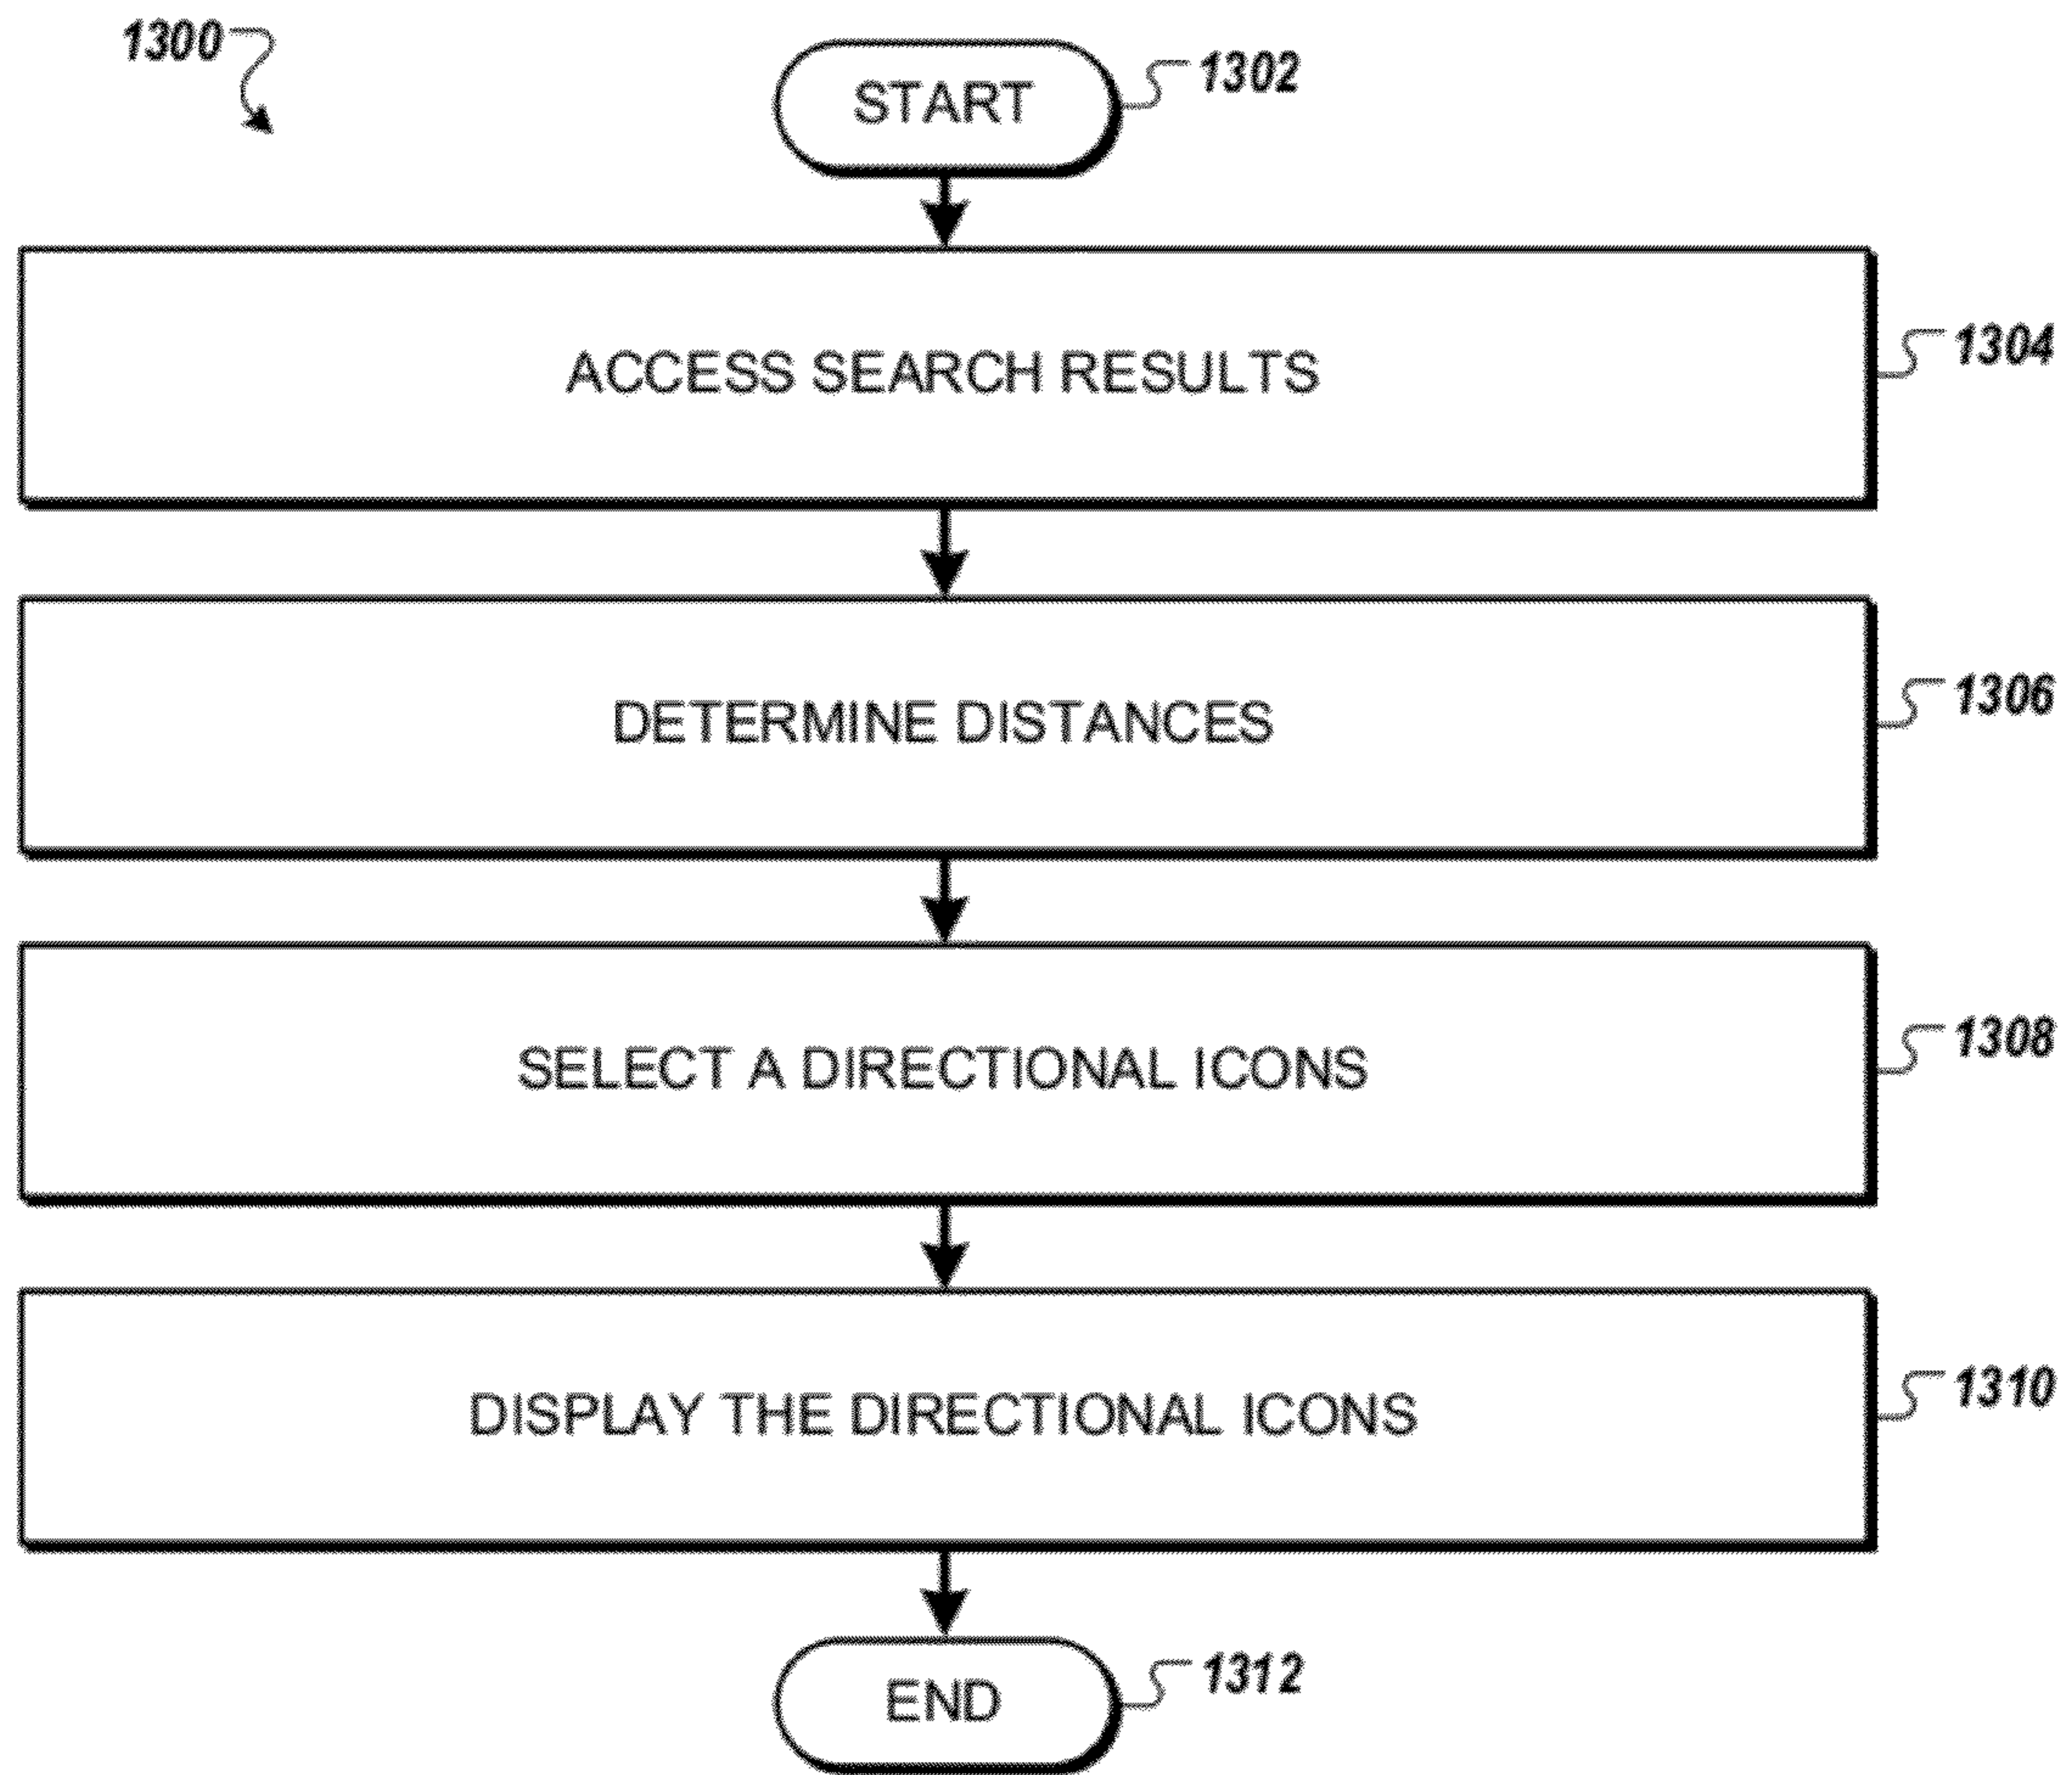 1300
START
1302
ACCESS SEARCH RESULTS
1304
DETERMINE DISTANCES
1306
SELECT A DIRECTIONAL ICONS
1308
DISPLAY THE DIRECTIONAL ICONS
1310
END
1312